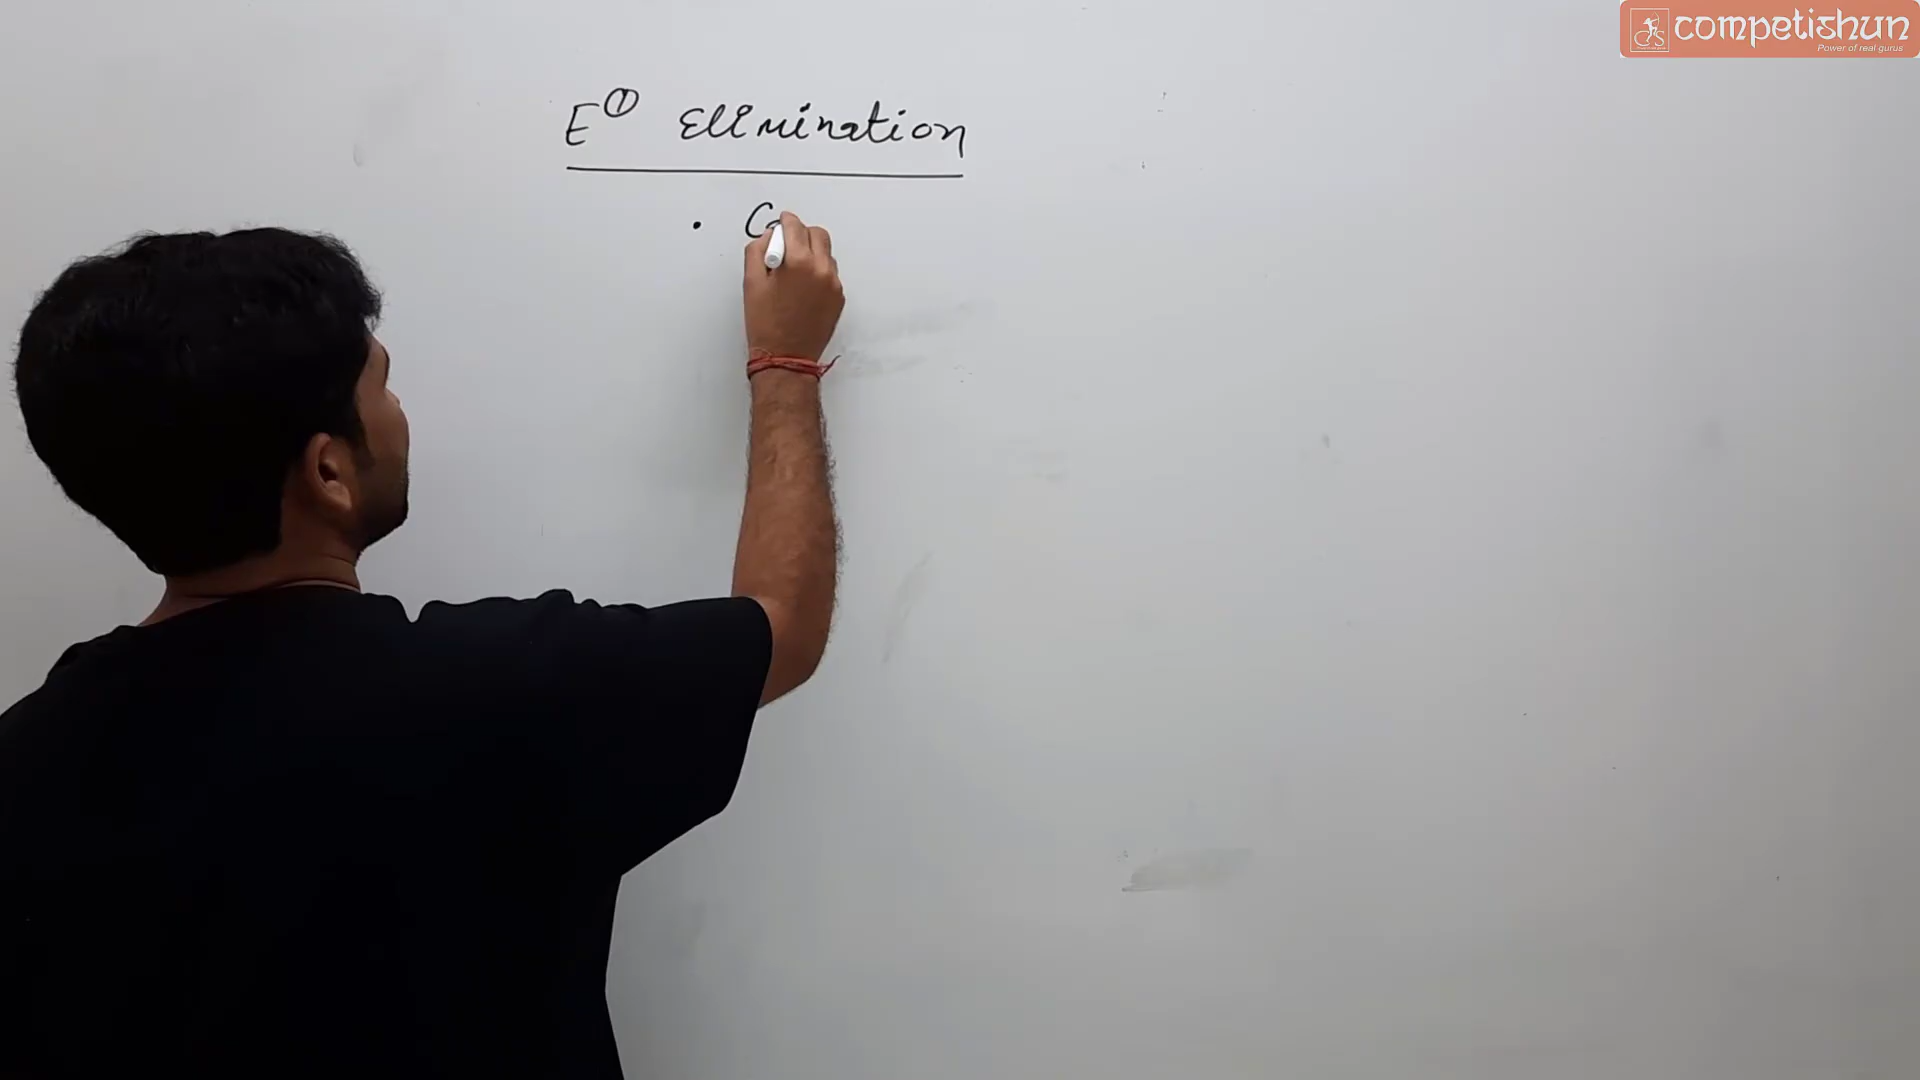 competishun
Power of real gurus
E① Elimination